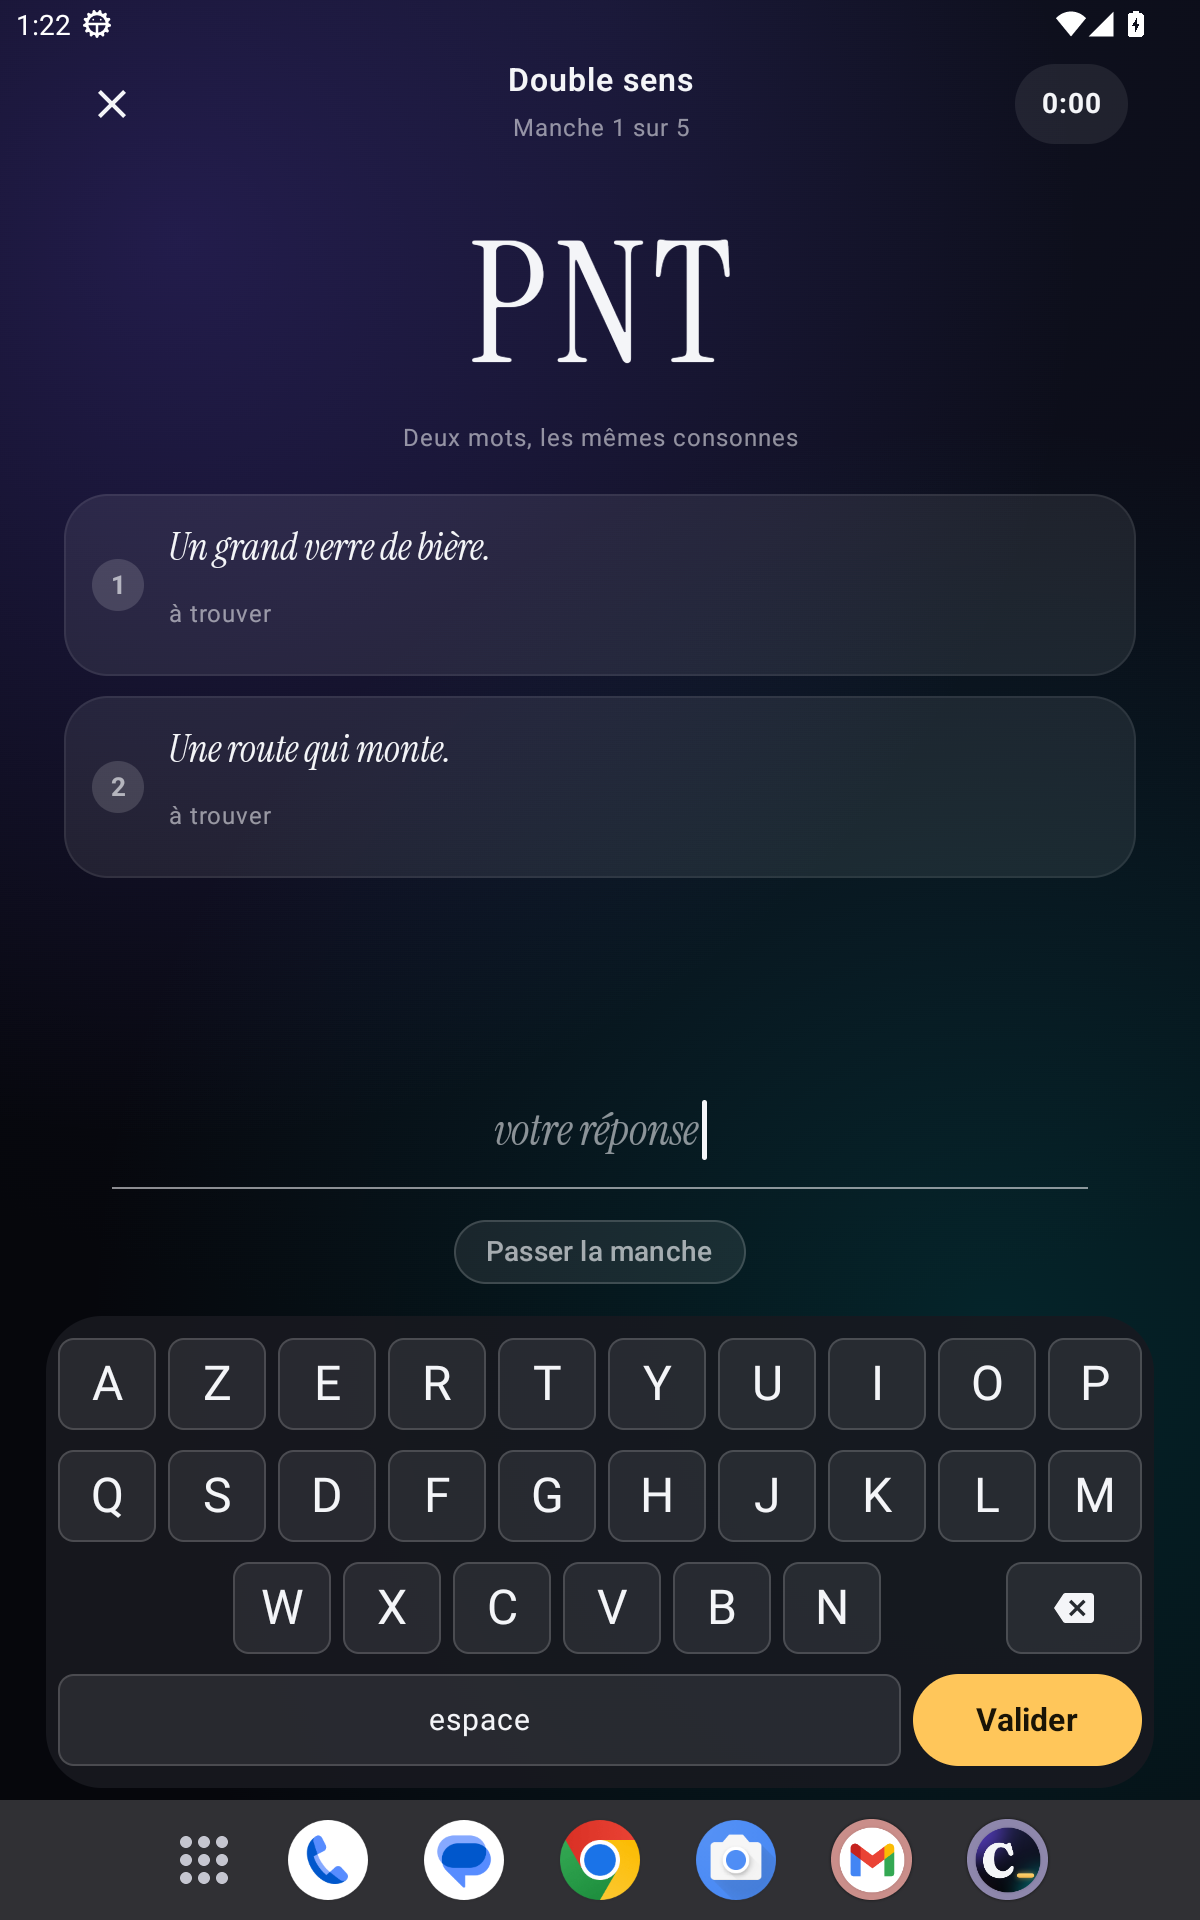 1:22
Double sens
Manche 1 sur 5
0:00
PNT
Deux mots, les mêmes consonnes
1
Un grand verre de bière.
à trouver
2
Une route qui monte.
à trouver
votre réponse
Passer la manche
A Z E R T Y U I O P
Q S D F G H J K L M
W X C V B N
espace
Valider
C_